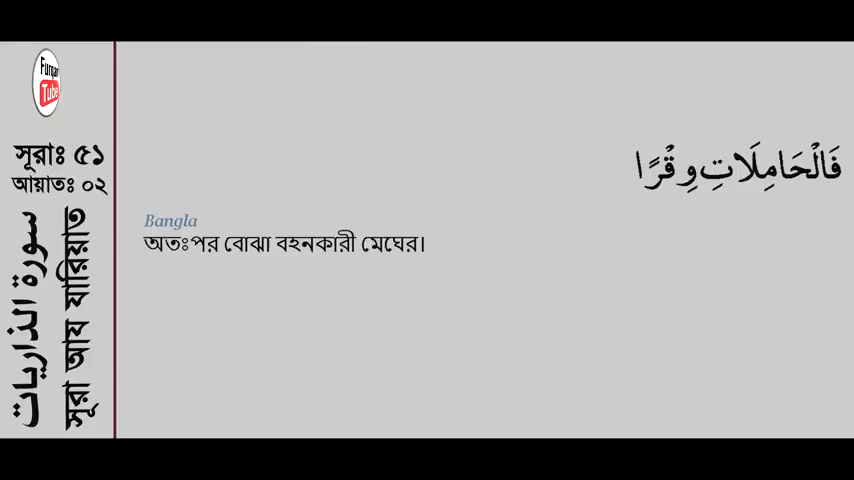 Furqan
Tube
সূরাঃ ৫১
আয়াতঃ ০২
سورة الذاريات
সূরা আয যারিয়াত
فَالْحَامِلَاتِ وِقْرًا
Bangla
অতঃপর বোঝা বহনকারী মেঘের।